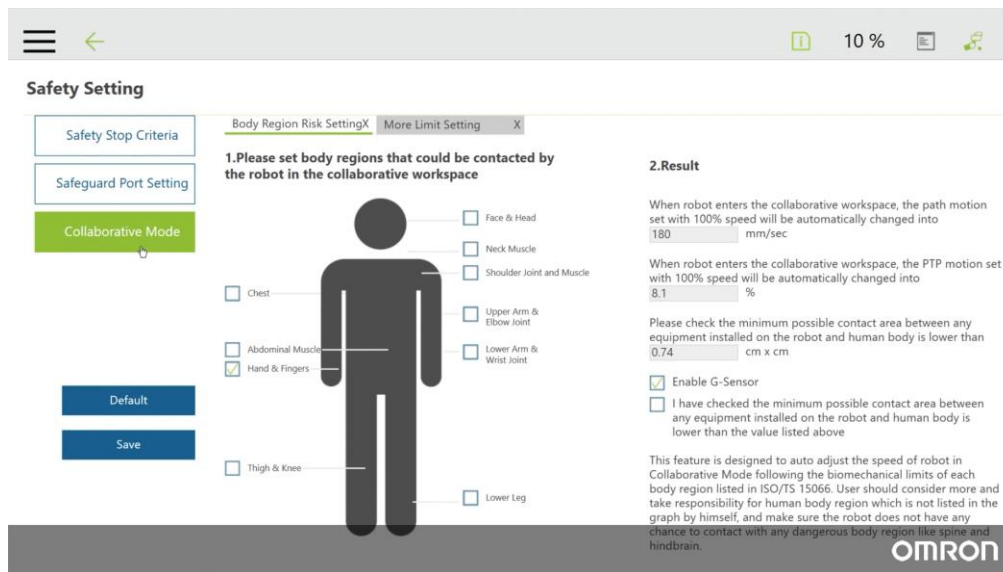 10 %
Safety Setting
Safety Stop Criteria
Safeguard Port Setting
Collaborative Mode
Default
Save
Body Region Risk SettingX
More Limit Setting X
1.Please set body regions that could be contacted by
the robot in the collaborative workspace
Face & Head
Neck Muscle
Shoulder Joint and Muscle
Chest
Upper Arm &
Elbow Joint
Abdominal Muscle
Lower Arm &
Wrist Joint
Hand & Fingers
Thigh & Knee
Lower Leg
2.Result
When robot enters the collaborative workspace, the path motion
set with 100% speed will be automatically changed into
180 mm/sec
When robot enters the collaborative workspace, the PTP motion set
with 100% speed will be automatically changed into
8.1 %
Please check the minimum possible contact area between any
equipment installed on the robot and human body is lower than
0.74 cm x cm
Enable G-Sensor
I have checked the minimum possible contact area between
any equipment installed on the robot and human body is
lower than the value listed above
This feature is designed to auto adjust the speed of robot in
Collaborative Mode following the biomechanical limits of each
body region listed in ISO/TS 15066. User should consider more and
take responsibility for human body region which is not listed in the
graph by himself, and make sure the robot does not have any
chance to contact with any dangerous body region like spine and
hindbrain.
OMRON